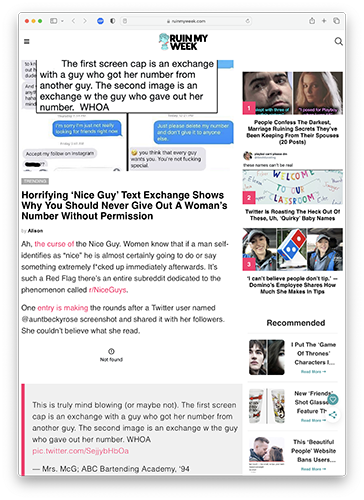 ruinmyweek.com
RUIN MY
WEEK
The first screen cap is an exchange
with a guy who got her number from
another guy. The second image is an
exchange w the guy who gave out her
number. WHOA
I'm sorry I'm just not really
looking for friends right now
Accept my follow on instagram
Just please delete my number
and don't give it to anyone
else.
you think that every guy
wants you. You're not fucking
special.
TRENDING
Horrifying 'Nice Guy' Text Exchange Shows
Why You Should Never Give Out A Woman's
Number Without Permission
by Alison
Ah, the curse of the Nice Guy. Women know that if a man self-
identifies as "nice" he is almost certainly going to do or say
something extremely f*cked up immediately afterwards. It's
such a Red Flag there's an entire subreddit dedicated to the
phenomenon called r/NiceGuys.
One entry is making the rounds after a Twitter user named
@auntbeckyrose screenshot and shared it with her followers.
She couldn't believe what she read.
Not found
This is truly mind blowing (or maybe not). The first screen
cap is an exchange with a guy who got her number from
another guy. The second image is an exchange w the guy
who gave out her number. WHOA
pic.twitter.com/SejjybHbOa
— Mrs. McG; ABC Bartending Academy, '94
1
People Confess The Darkest,
Marriage Ruining Secrets They've
Been Keeping From Their Spouses
(20 Posts)
these names can't be real
WELCOME
TO OUR
CLASSROOM
2
Twitter Is Roasting The Heck Out Of
These, Uh, 'Quirky' Baby Names
3
'I can't believe people don't tip.' —
Domino's Employee Shares How
Much She Makes In Tips
Recommended
I Put The 'Game
Of Thrones'
Characters I...
Read More →
New 'Friends'
Shot Glasses
Feature Th
Read More →
This 'Beautiful
People' Website
Bans Users...
Read More →